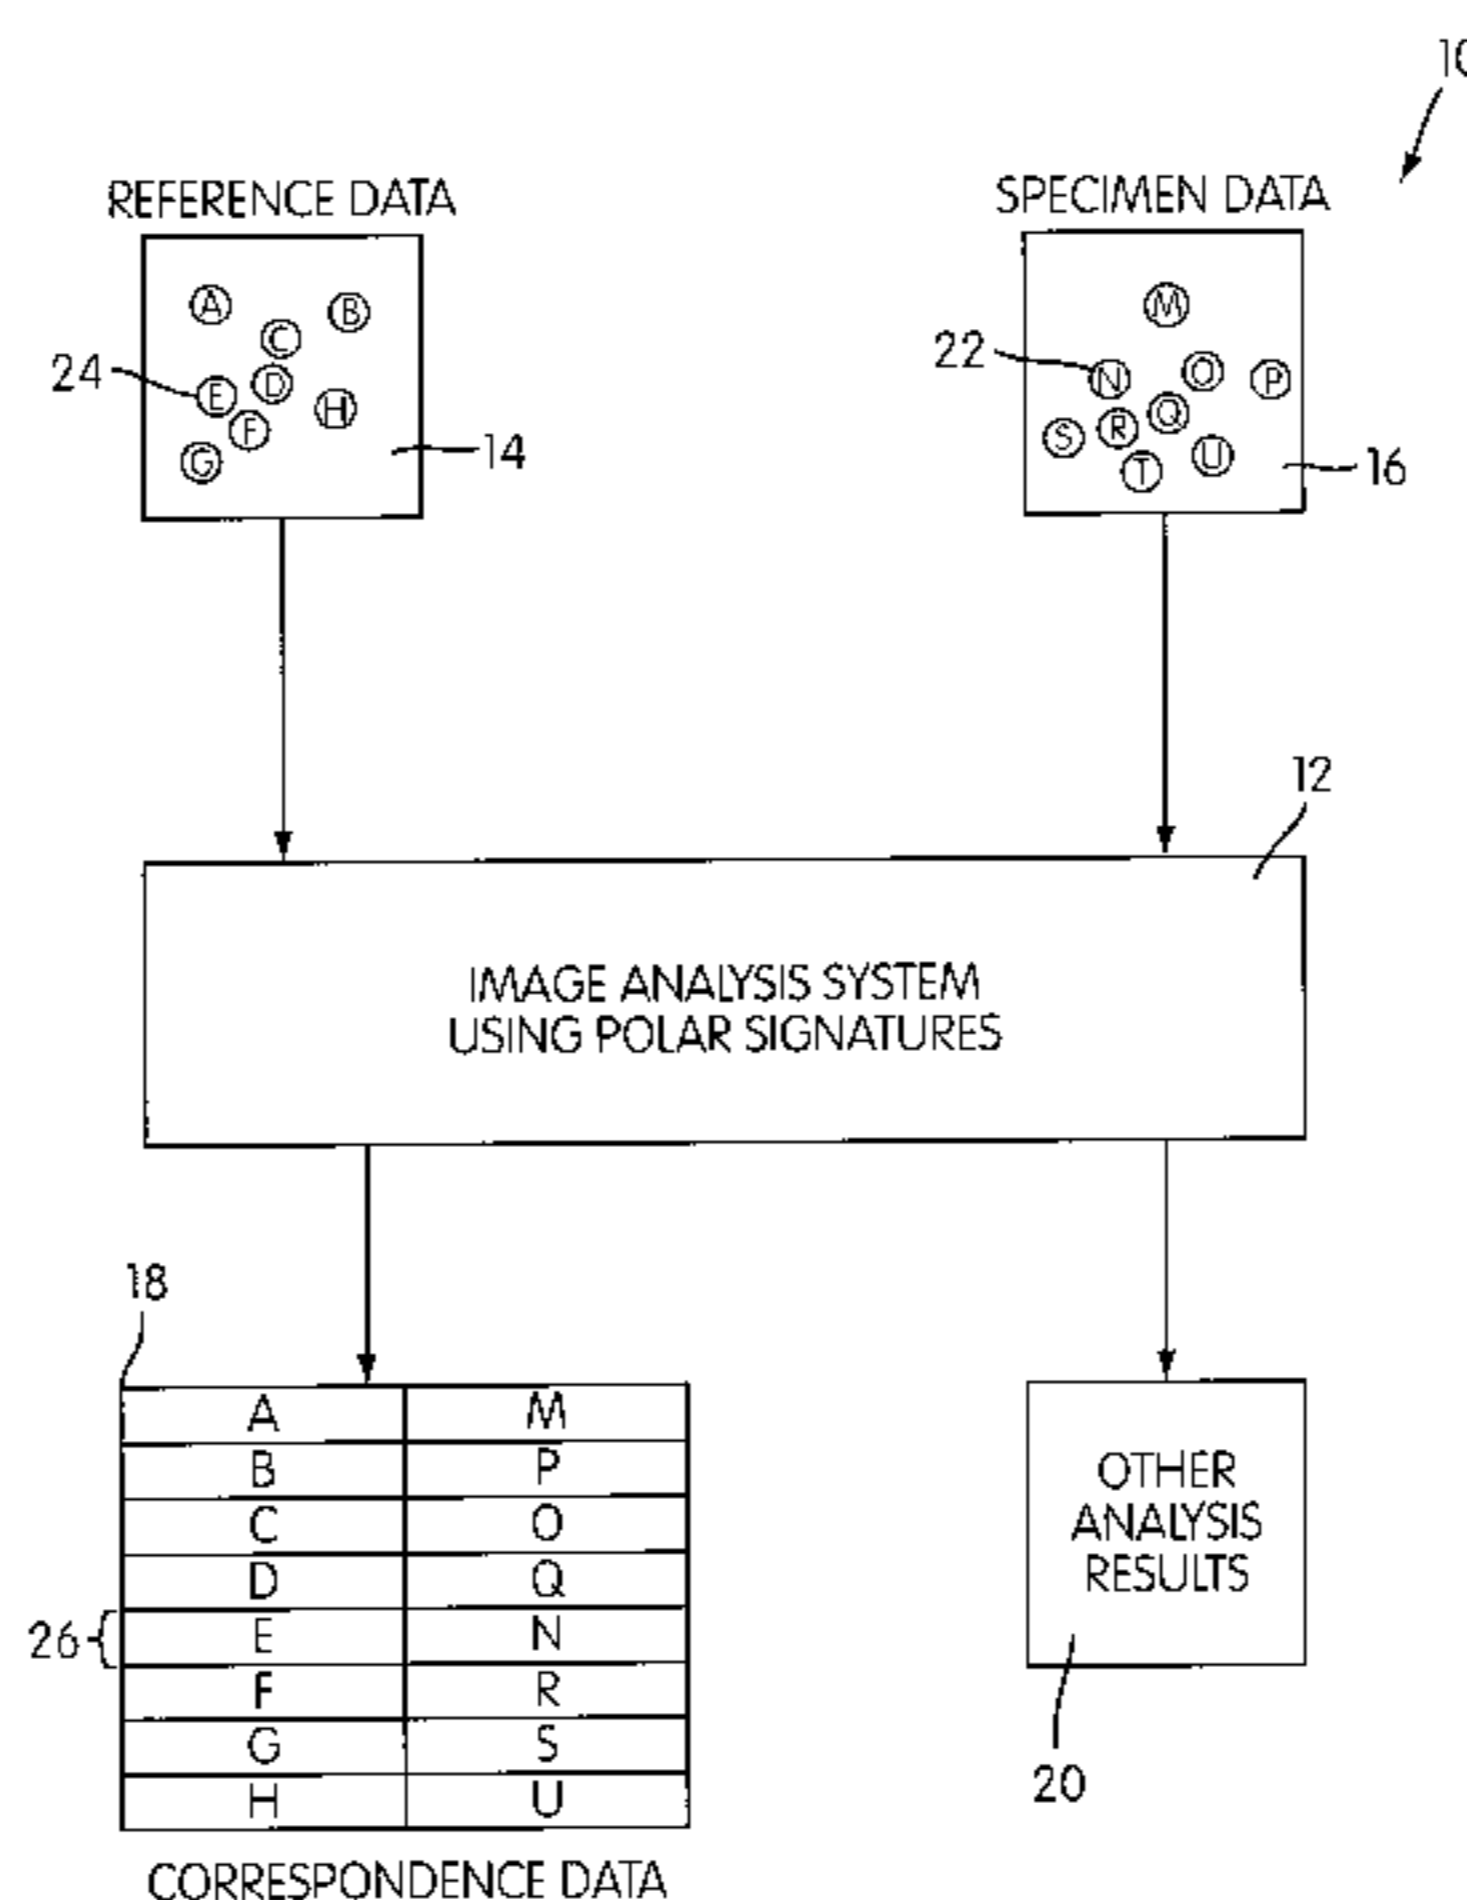 10
REFERENCE DATA
SPECIMEN DATA
A
B
C
24
E
D
H
F
G
14
M
22
N
O
P
Q
S
R
T
U
16
12
IMAGE ANALYSIS SYSTEM
USING POLAR SIGNATURES
18
A M
B P
C O
D Q
26 E N
F R
G S
H U
CORRESPONDENCE DATA
OTHER
ANALYSIS
RESULTS
20